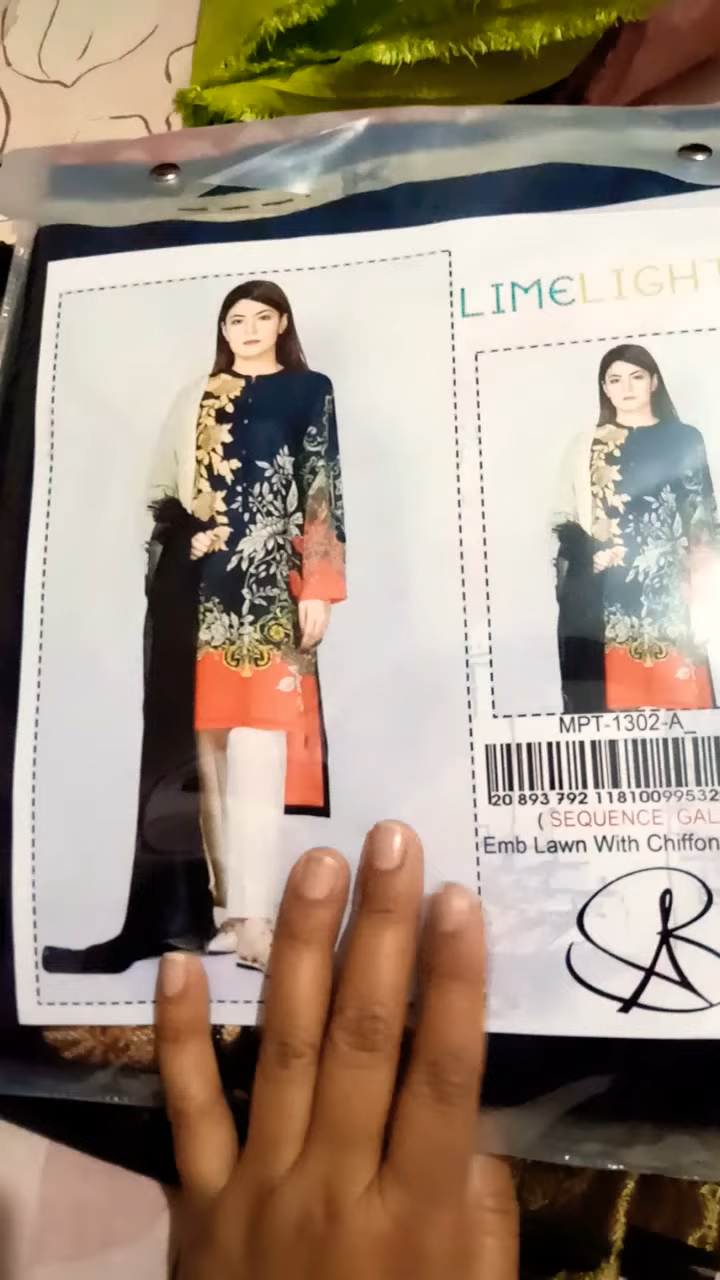 LIMELIGHT
MPT-1302-A_
20 893 792 11810099532
( SEQUENCE GAL
Emb Lawn With Chiffon